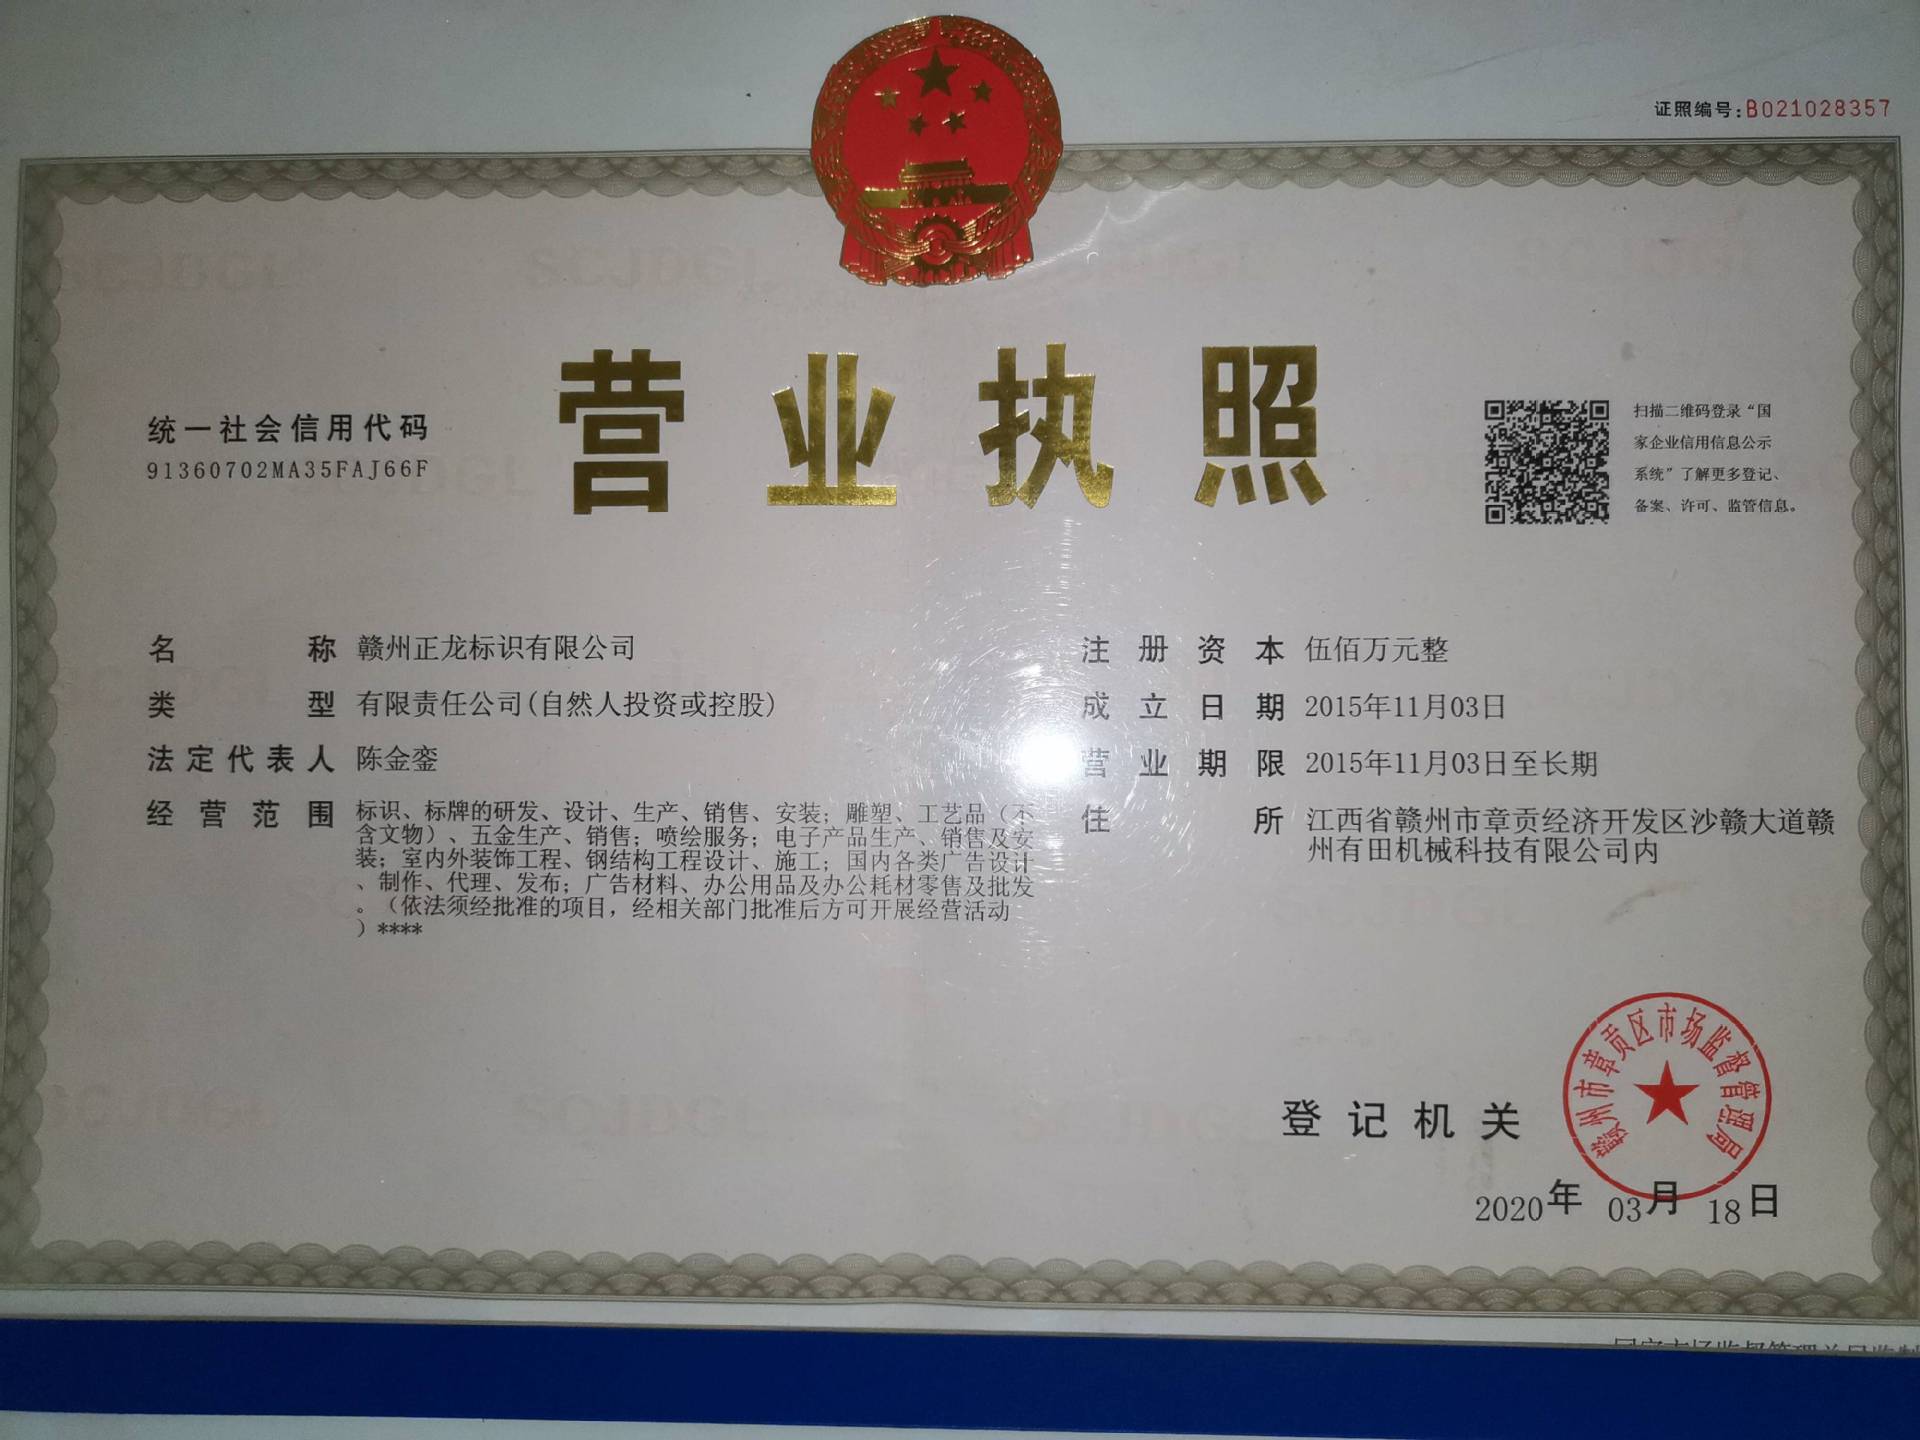 证照编号:B021028357
营业执照
统一社会信用代码
91360702MA35FAJ66F
扫描二维码登录“国
家企业信用信息公示
系统”了解更多登记、
备案、许可、监管信息。
名称 赣州正龙标识有限公司
类型 有限责任公司(自然人投资或控股)
法定代表人 陈金銮
经营范围 标识、标牌的研发、设计、生产、销售、安装;雕塑、工艺品(不
含文物)、五金生产、销售;喷绘服务;电子产品生产、销售及安
装;室内外装饰工程、钢结构工程设计、施工;国内各类广告设计
、制作、代理、发布;广告材料、办公用品及办公耗材零售及批发
。(依法须经批准的项目,经相关部门批准后方可开展经营活动
)****
注册资本 伍佰万元整
成立日期 2015年11月03日
营业期限 2015年11月03日至长期
住所 江西省赣州市章贡经济开发区沙赣大道赣
州有田机械科技有限公司内
登记机关
赣州市章贡区市场监督管理局
2020年 03月 18日
国家市场监督管理总局监制